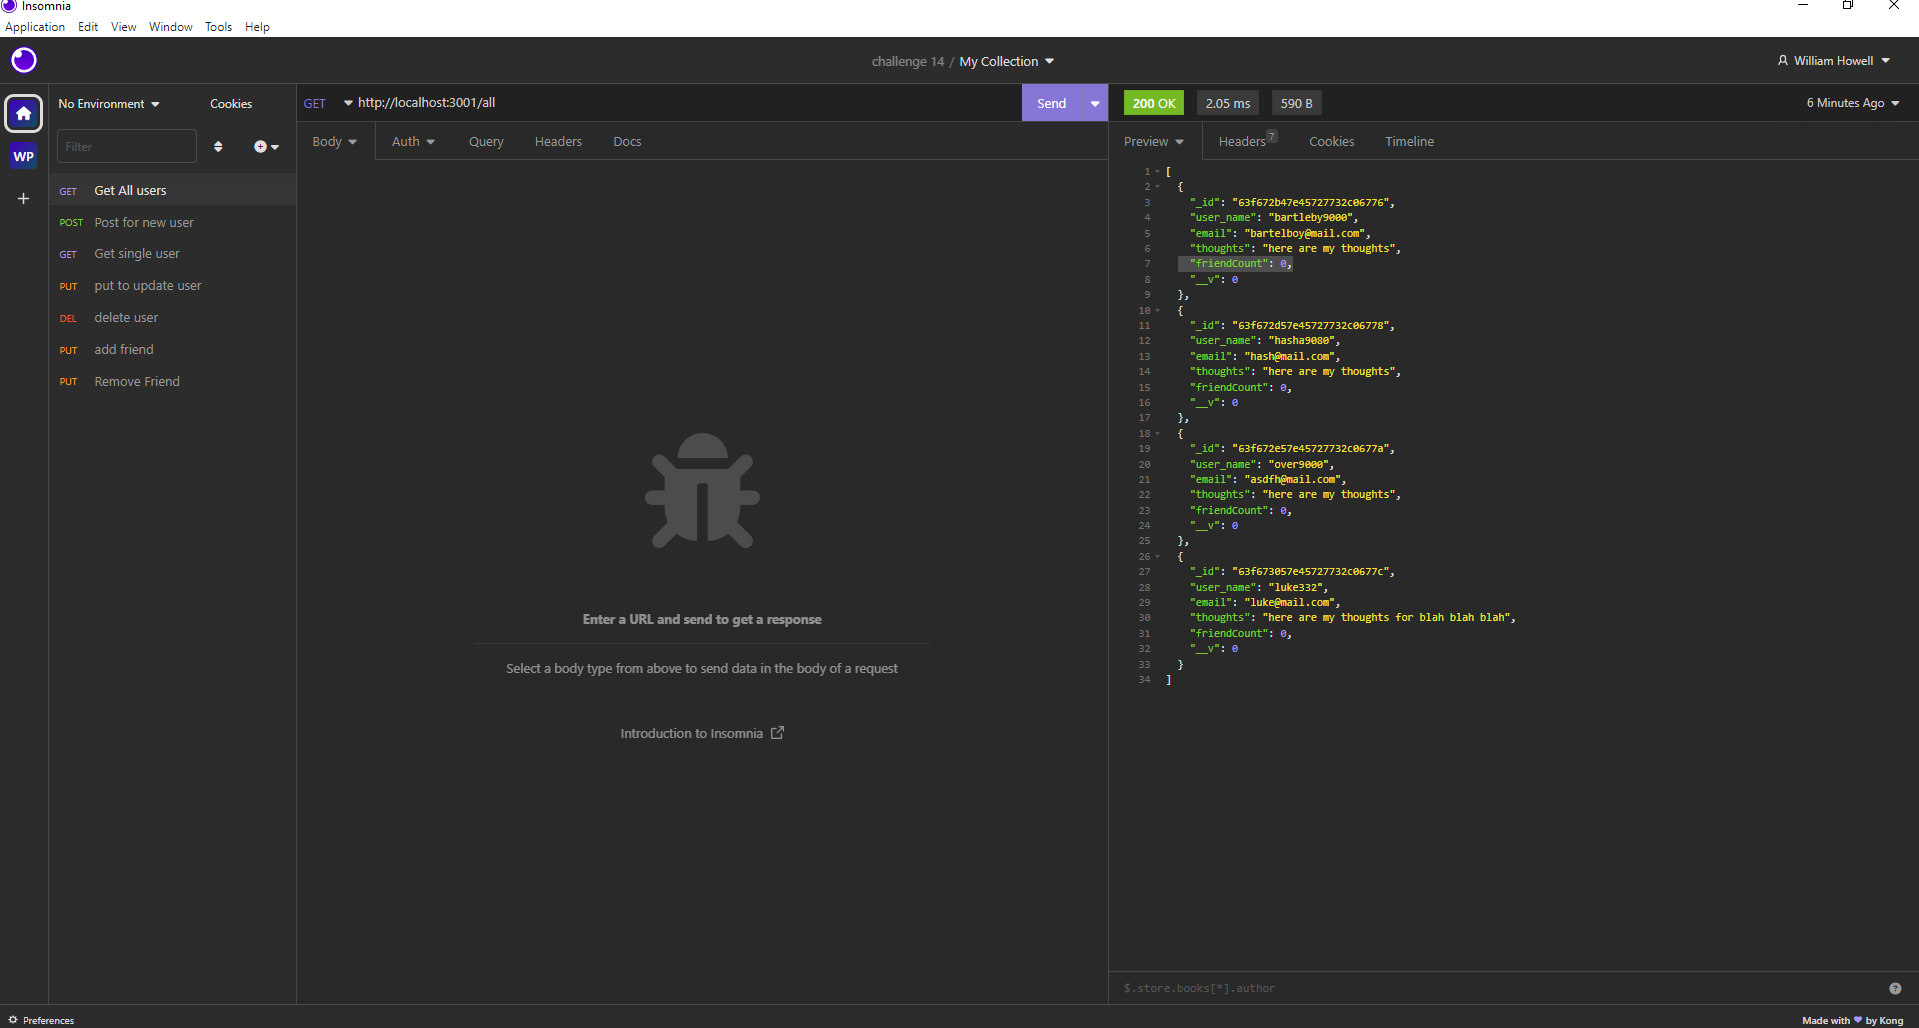 Insomnia
Application Edit View Window Tools Help
challenge 14 / My Collection
William Howell
No Environment Cookies
GET http://localhost:3001/all
Send
200 OK 2.05 ms 590 B
6 Minutes Ago
Filter
WP
Body Auth Query Headers Docs
Preview Headers 7 Cookies Timeline
GET Get All users
POST Post for new user
GET Get single user
PUT put to update user
DEL delete user
PUT add friend
PUT Remove Friend
Enter a URL and send to get a response
Select a body type from above to send data in the body of a request
Introduction to Insomnia
1 [
2 {
3 "_id": "63f672b47e45727732c06776",
4 "user_name": "bartleby9000",
5 "email": "bartelboy@mail.com",
6 "thoughts": "here are my thoughts",
7 "friendCount": 0,
8 "__v": 0
9 },
10 {
11 "_id": "63f672d57e45727732c06778",
12 "user_name": "hasha9080",
13 "email": "hash@mail.com",
14 "thoughts": "here are my thoughts",
15 "friendCount": 0,
16 "__v": 0
17 },
18 {
19 "_id": "63f672e57e45727732c0677a",
20 "user_name": "over9000",
21 "email": "asdfh@mail.com",
22 "thoughts": "here are my thoughts",
23 "friendCount": 0,
24 "__v": 0
25 },
26 {
27 "_id": "63f673057e45727732c0677c",
28 "user_name": "luke332",
29 "email": "luke@mail.com",
30 "thoughts": "here are my thoughts for blah blah blah",
31 "friendCount": 0,
32 "__v": 0
33 }
34 ]
$.store.books[*].author
Preferences
Made with ♥ by Kong